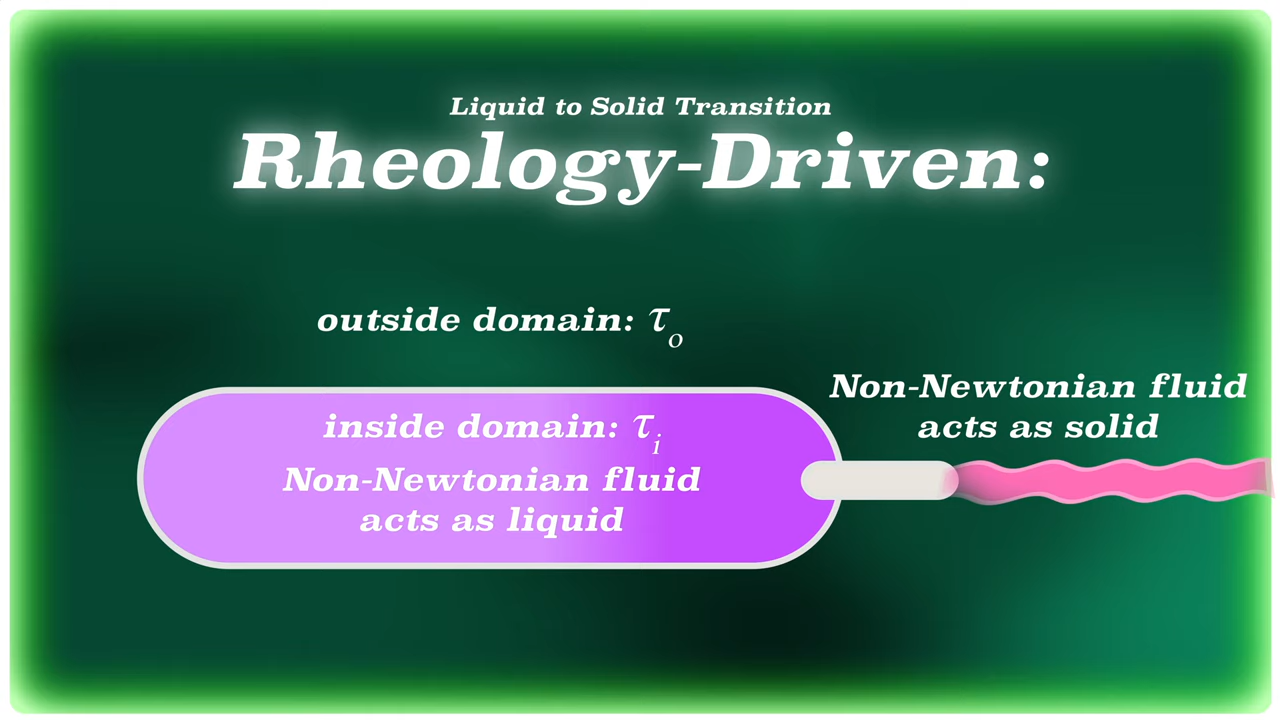 Liquid to Solid Transition
Rheology-Driven:
outside domain: τo
inside domain: τi
Non-Newtonian fluid
acts as liquid
Non-Newtonian fluid
acts as solid